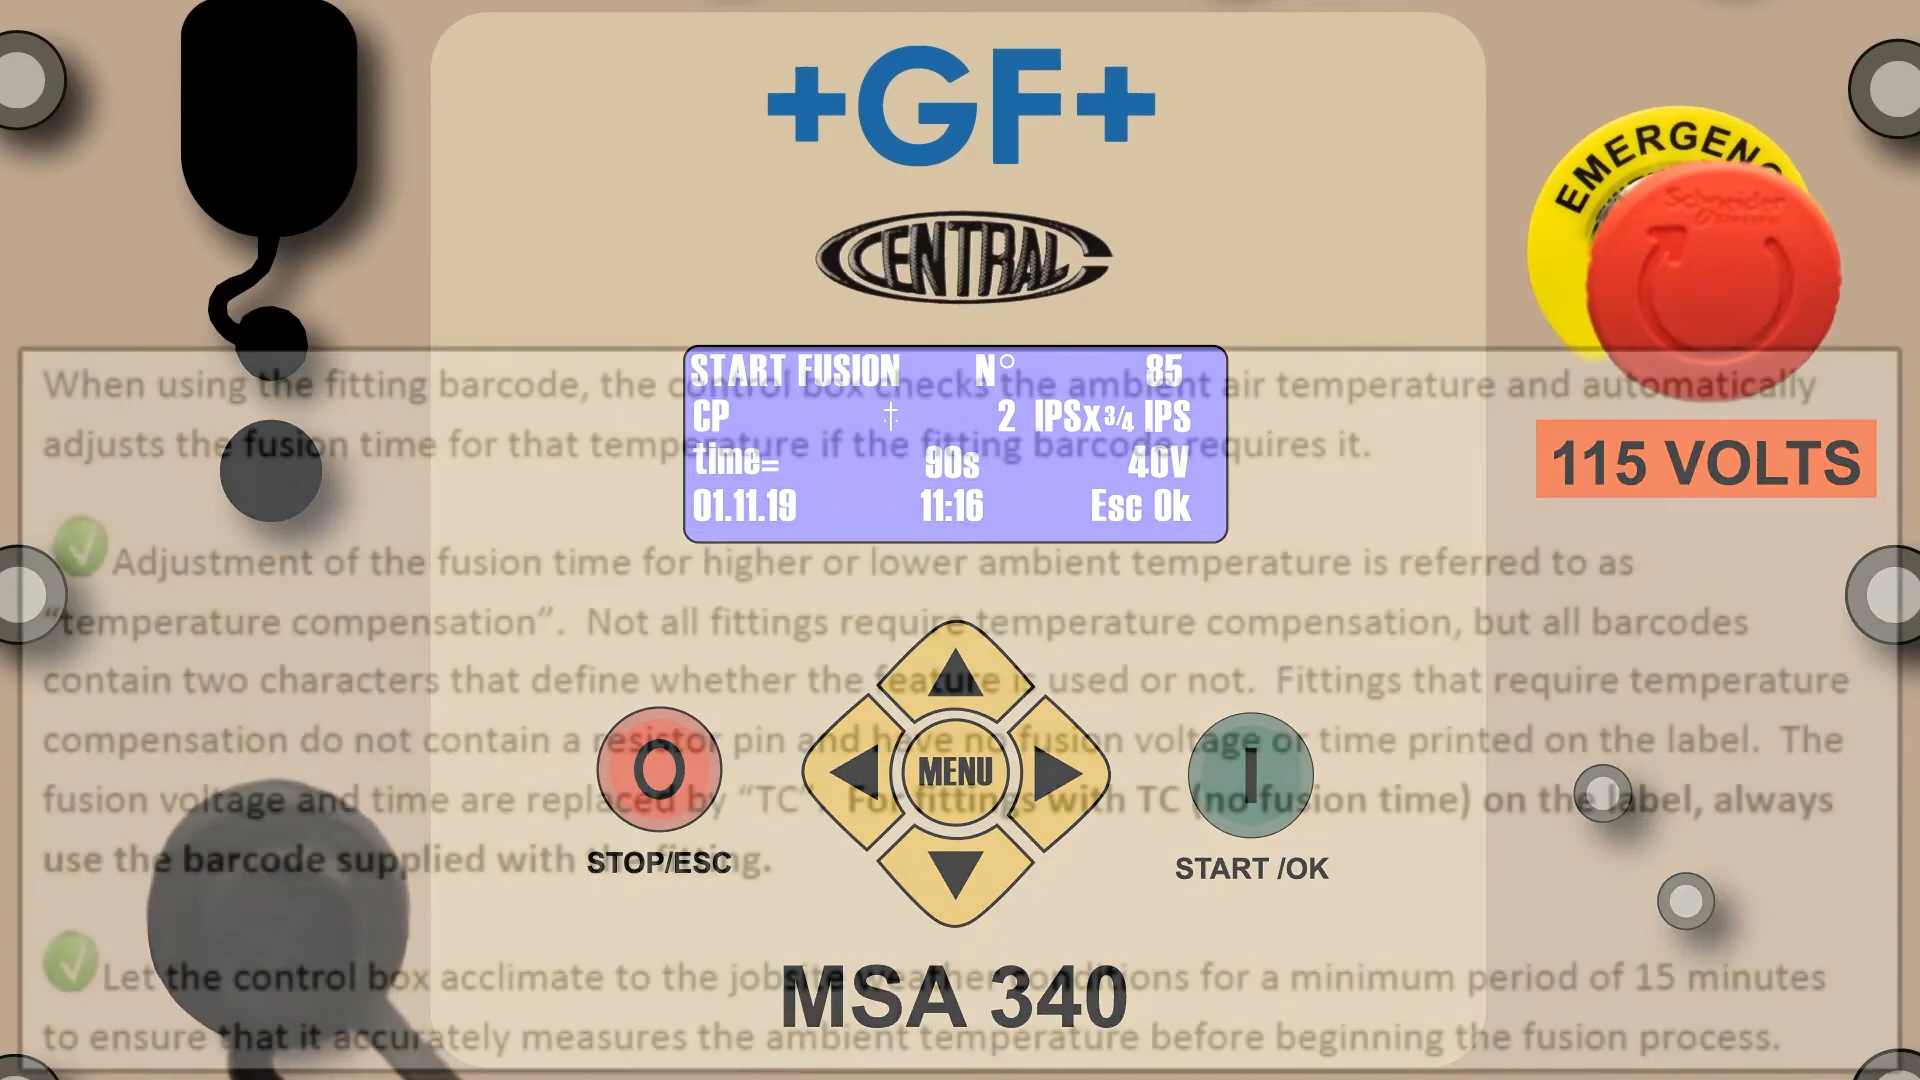 +GF+
EMERGENC
Schneider
CENTRAL
START FUSION N° 85
CP † 2 IPSx3/4 IPS
time= 90s 40V
01.11.19 11:16 Esc Ok
115 VOLTS
When using the fitting barcode, the control box checks the ambient air temperature and automatically
adjusts the fusion time for that temperature if the fitting barcode requires it.
Adjustment of the fusion time for higher or lower ambient temperature is referred to as
“temperature compensation”. Not all fittings require temperature compensation, but all barcodes
contain two characters that define whether the feature is used or not. Fittings that require temperature
compensation do not contain a resistor pin and have no fusion voltage or time printed on the label. The
fusion voltage and time are replaced by “TC”. For fittings with TC (no fusion time) on the label, always
use the barcode supplied with the fitting.
MENU
O
I
STOP/ESC
START /OK
Let the control box acclimate to the jobsite weather conditions for a minimum period of 15 minutes
to ensure that it accurately measures the ambient temperature before beginning the fusion process.
MSA 340